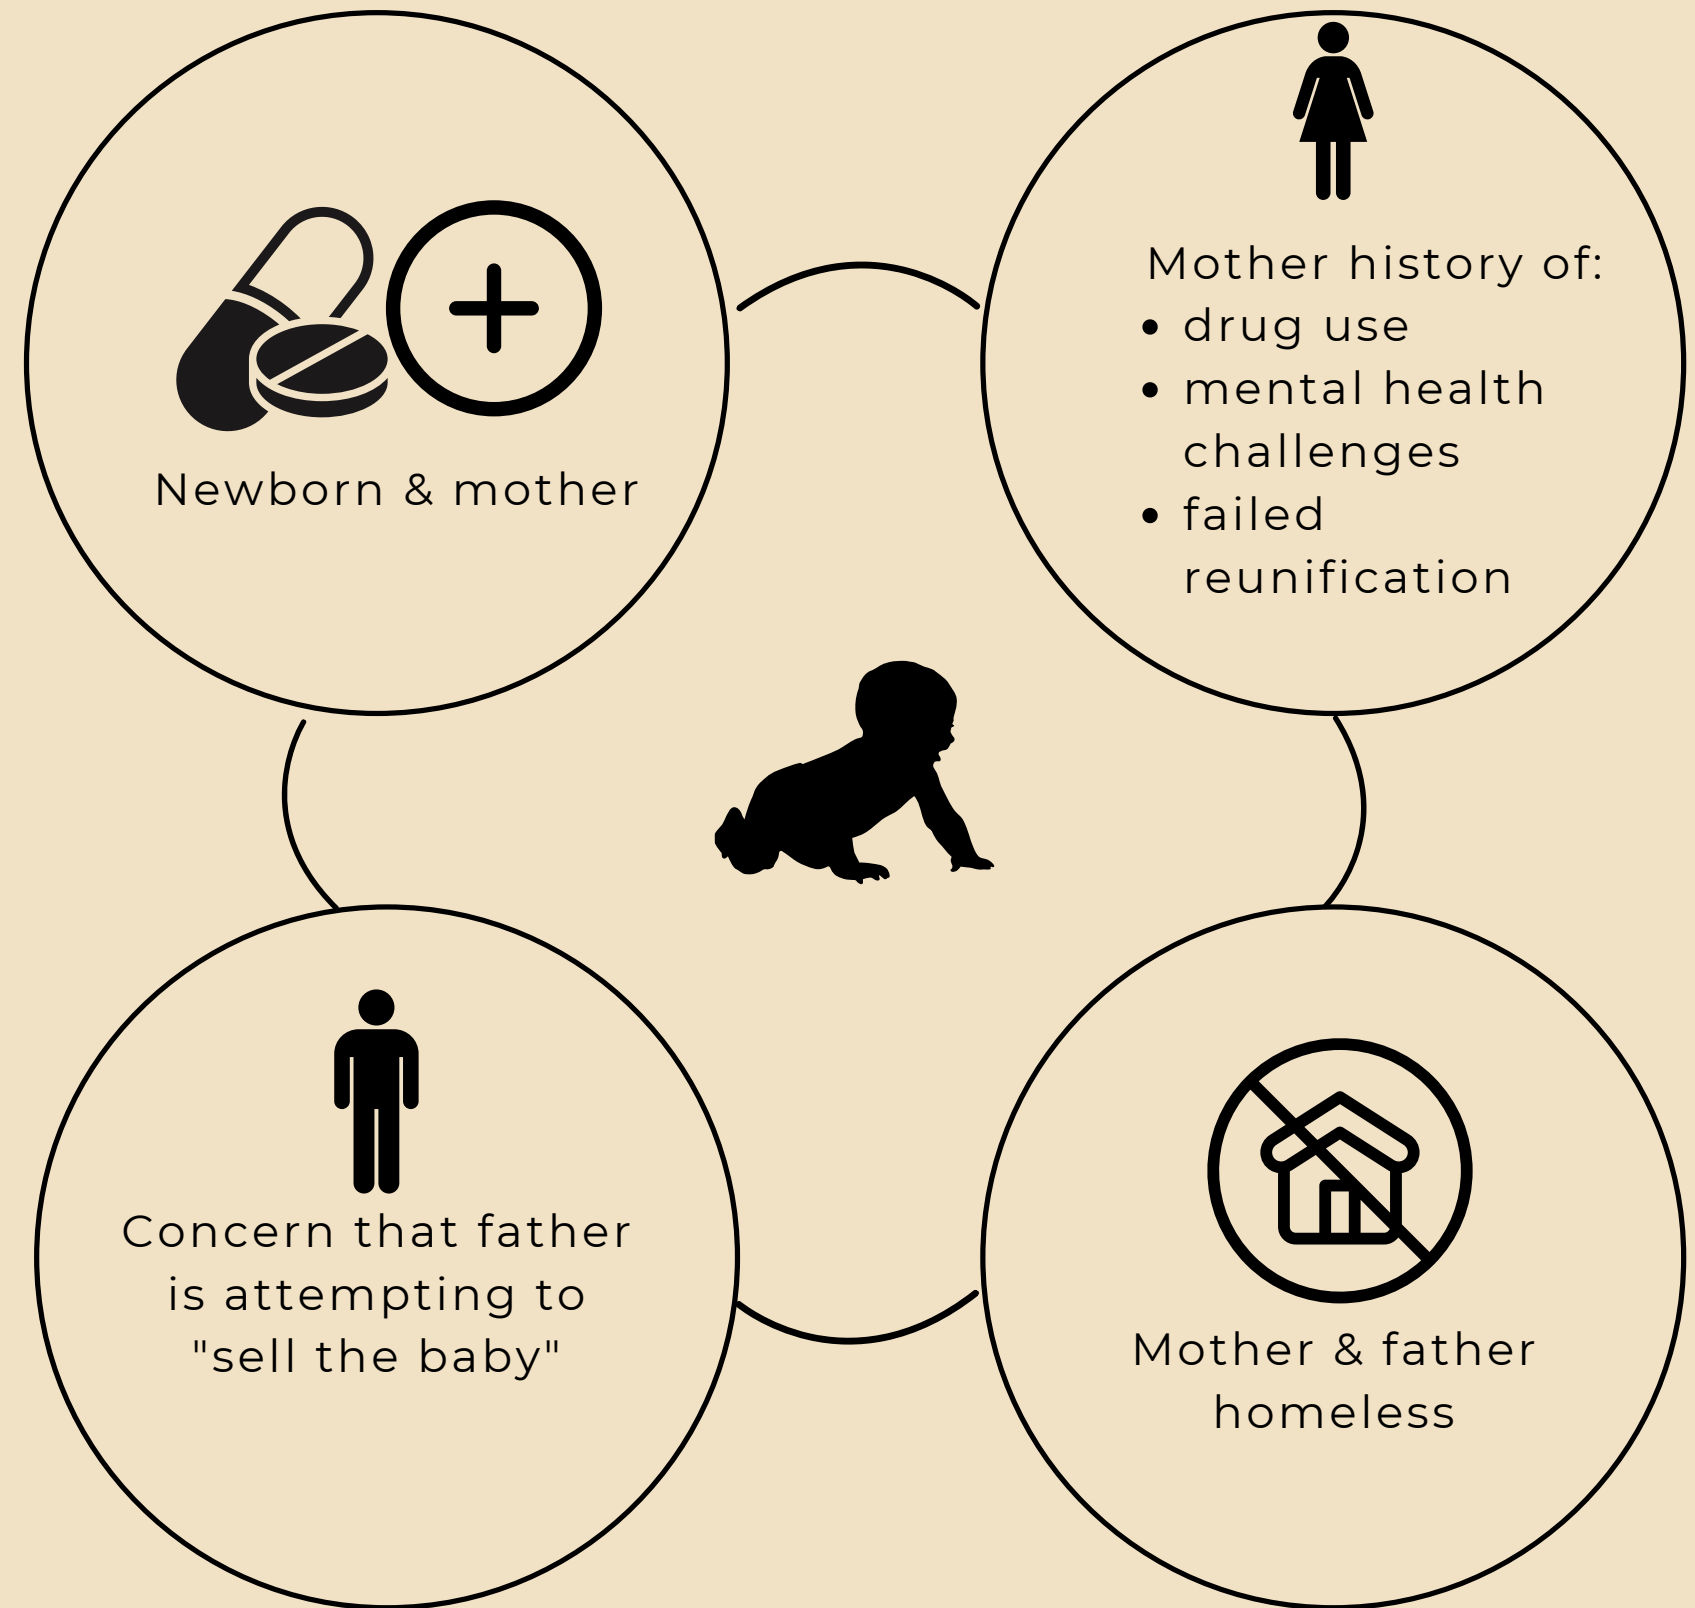 Newborn & mother
Mother history of:
• drug use
• mental health
challenges
• failed
reunification
Concern that father
is attempting to
"sell the baby"
Mother & father
homeless